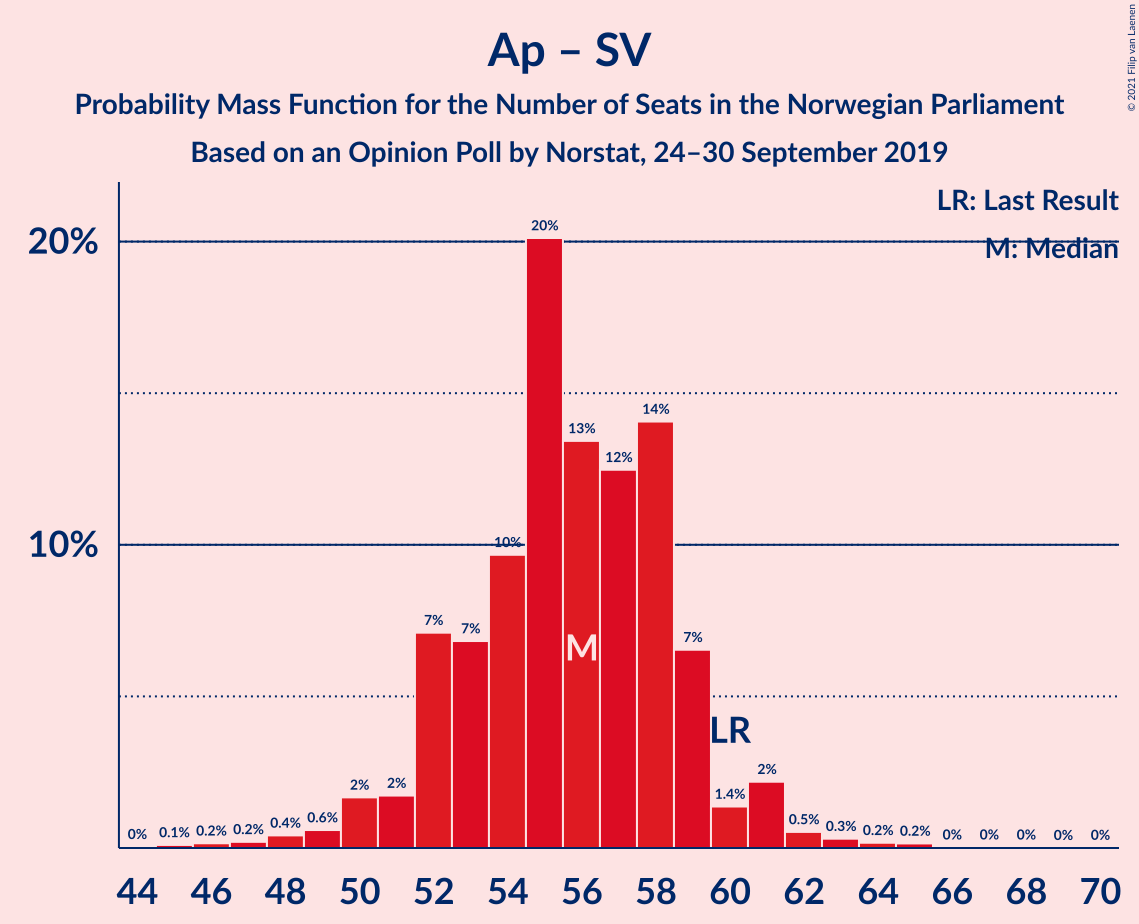 Ap – SV
Probability Mass Function for the Number of Seats in the Norwegian Parliament
Based on an Opinion Poll by Norstat, 24–30 September 2019
© 2021 Filip van Laenen
LR: Last Result
M: Median
20%
10%
0% 0.1% 0.2% 0.2% 0.4% 0.6% 2% 2% 7% 7% 10% 20% 13% 12% 14% 7% 1.4% 2% 0.5% 0.3% 0.2% 0.2% 0% 0% 0% 0% 0%
M
LR
44 46 48 50 52 54 56 58 60 62 64 66 68 70